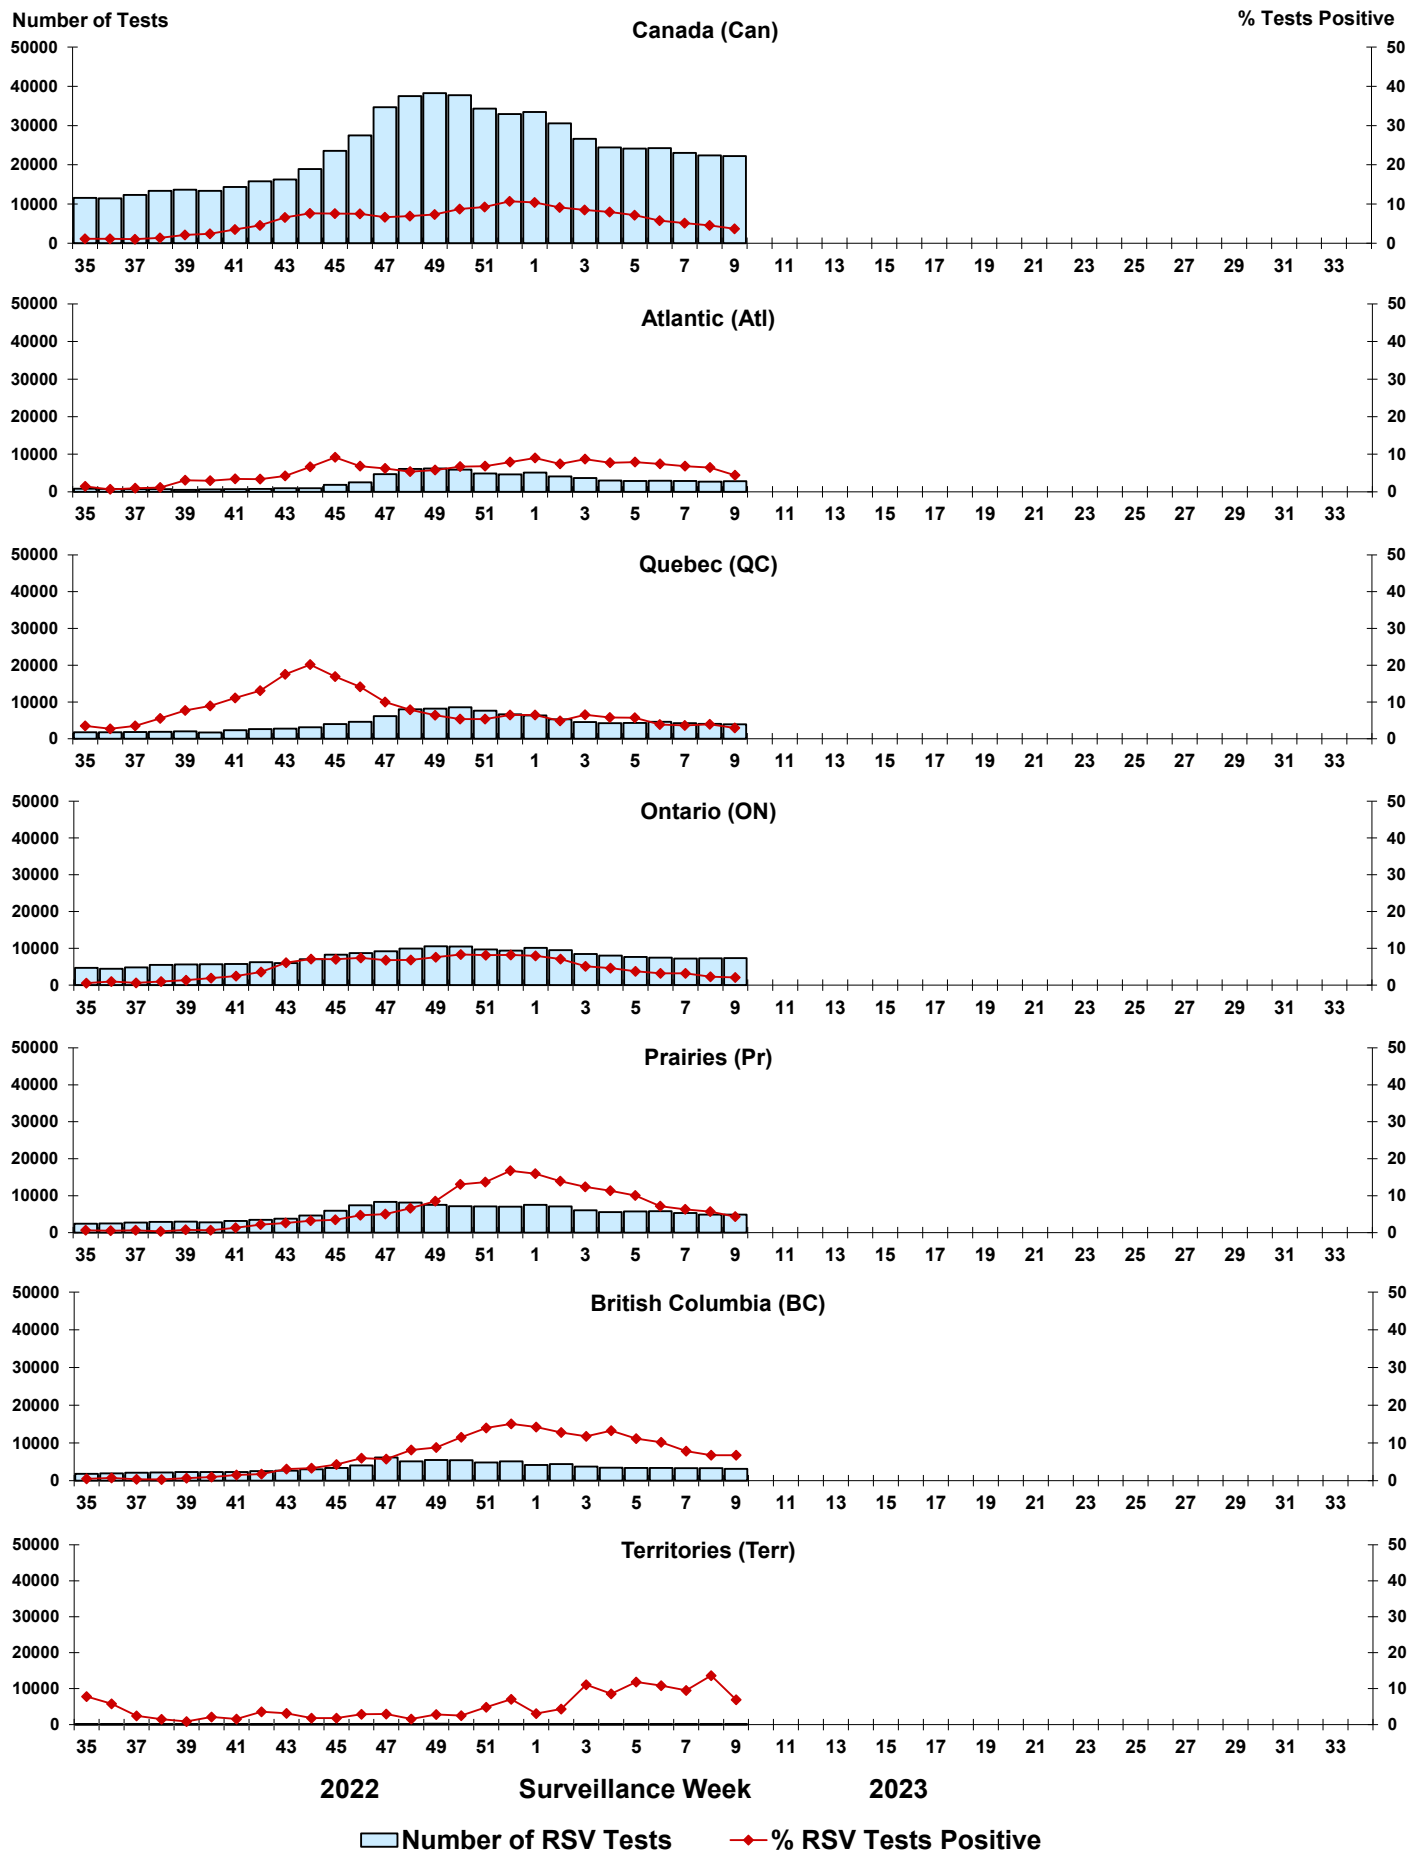 Number of Tests
% Tests Positive
Canada (Can)
50000 50
40000 40
30000 30
20000 20
10000 10
0 0
35 37 39 41 43 45 47 49 51 1 3 5 7 9 11 13 15 17 19 21 23 25 27 29 31 33
Atlantic (Atl)
50000 50
40000 40
30000 30
20000 20
10000 10
0 0
35 37 39 41 43 45 47 49 51 1 3 5 7 9 11 13 15 17 19 21 23 25 27 29 31 33
Quebec (QC)
50000 50
40000 40
30000 30
20000 20
10000 10
0 0
35 37 39 41 43 45 47 49 51 1 3 5 7 9 11 13 15 17 19 21 23 25 27 29 31 33
Ontario (ON)
50000 50
40000 40
30000 30
20000 20
10000 10
0 0
35 37 39 41 43 45 47 49 51 1 3 5 7 9 11 13 15 17 19 21 23 25 27 29 31 33
Prairies (Pr)
50000 50
40000 40
30000 30
20000 20
10000 10
0 0
35 37 39 41 43 45 47 49 51 1 3 5 7 9 11 13 15 17 19 21 23 25 27 29 31 33
British Columbia (BC)
50000 50
40000 40
30000 30
20000 20
10000 10
0 0
35 37 39 41 43 45 47 49 51 1 3 5 7 9 11 13 15 17 19 21 23 25 27 29 31 33
Territories (Terr)
50000 50
40000 40
30000 30
20000 20
10000 10
0 0
35 37 39 41 43 45 47 49 51 1 3 5 7 9 11 13 15 17 19 21 23 25 27 29 31 33
2022 Surveillance Week 2023
Number of RSV Tests % RSV Tests Positive